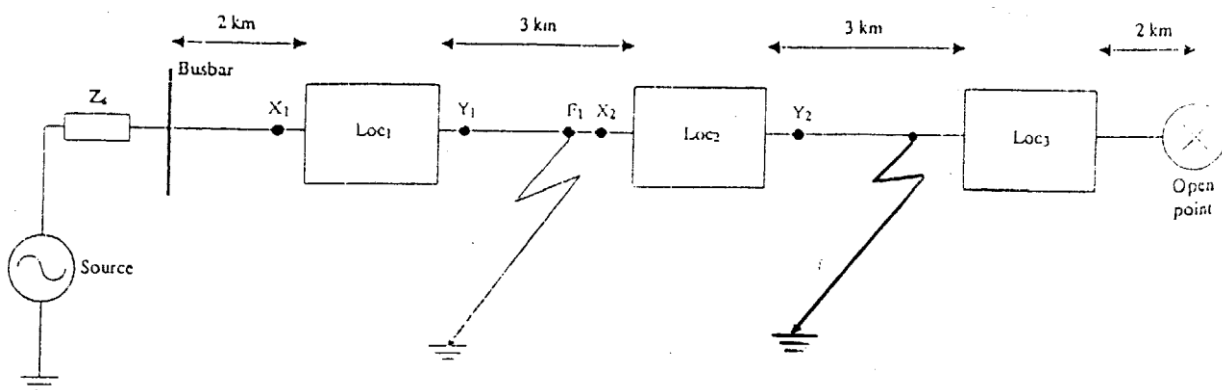 2 km
3 km
3 km
2 km
Busbar
Zs
X1
Loc1
Y1
F1
X2
Loc2
Y2
Loc3
Open
point
Source